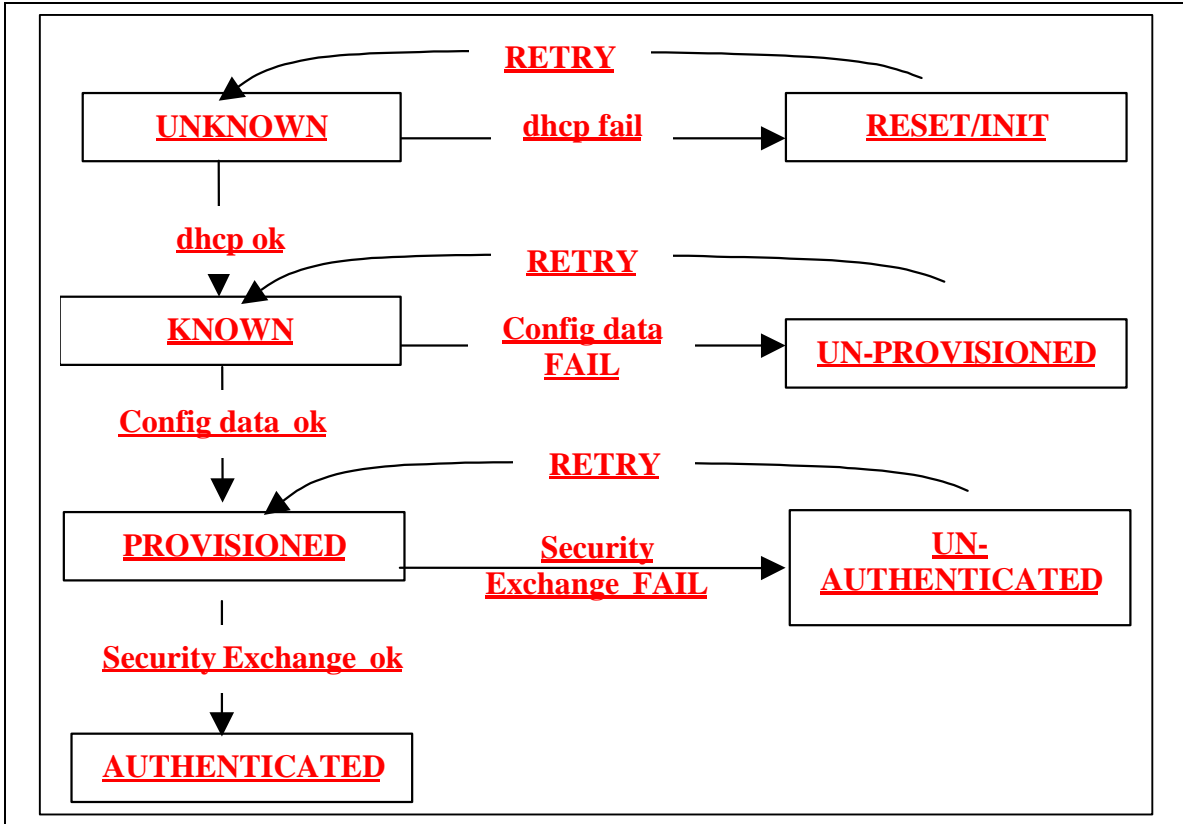 RETRY
UNKNOWN
dhcp fail
RESET/INIT
dhcp ok
RETRY
KNOWN
Config data
FAIL
UN-PROVISIONED
Config data ok
RETRY
PROVISIONED
Security
Exchange FAIL
UN-
AUTHENTICATED
Security Exchange ok
AUTHENTICATED